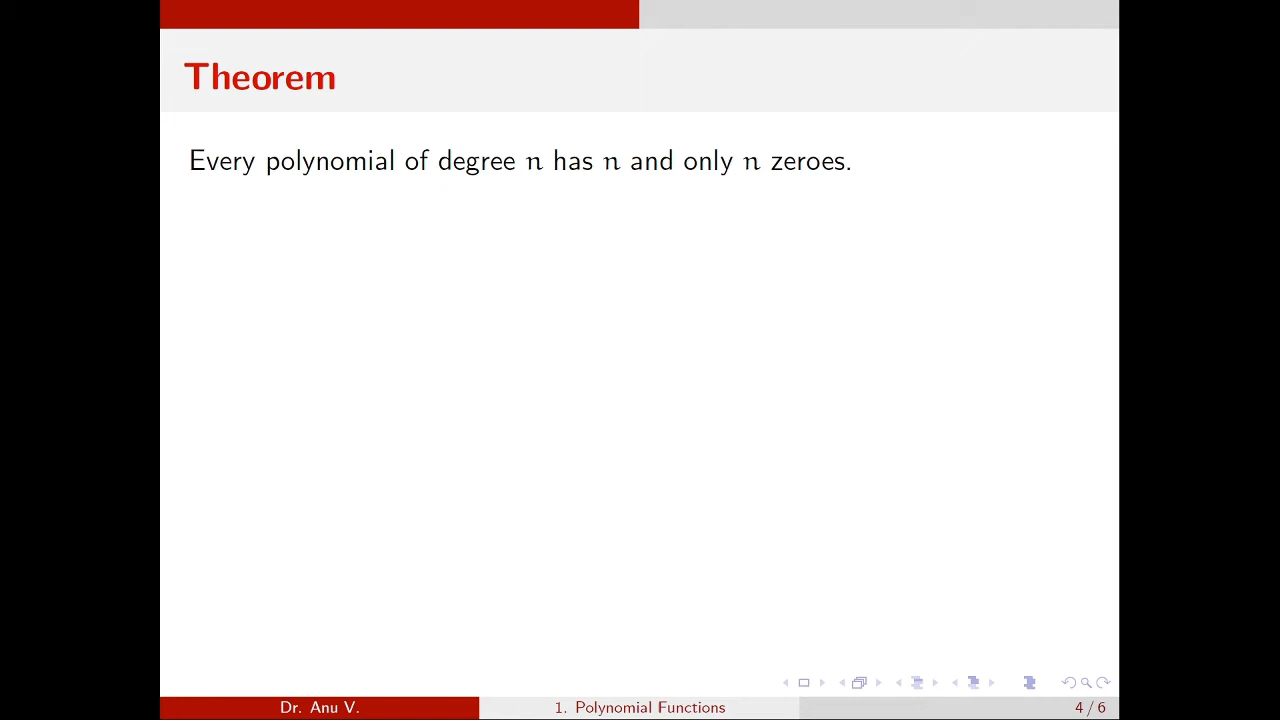 Theorem
Every polynomial of degree n has n and only n zeroes.
Dr. Anu V.
1. Polynomial Functions
4 / 6